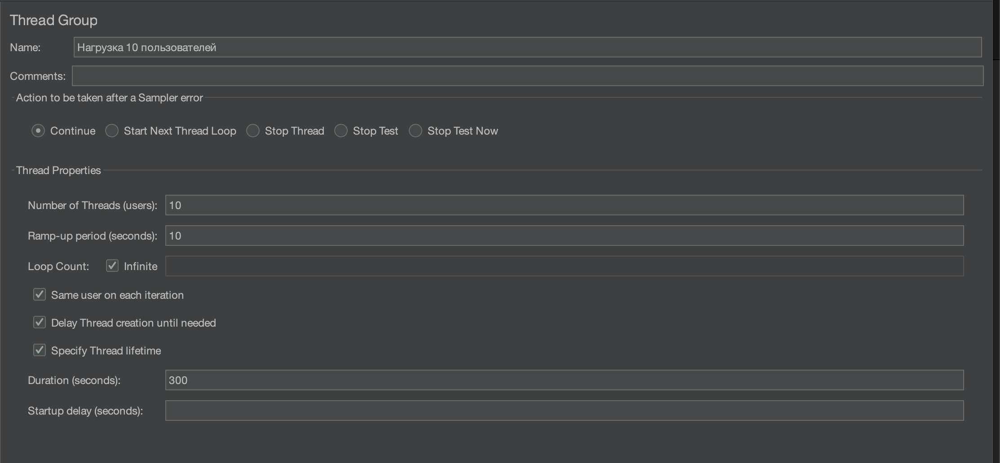 Thread Group
Name: Нагрузка 10 пользователей
Comments:
Action to be taken after a Sampler error
Continue Start Next Thread Loop Stop Thread Stop Test Stop Test Now
Thread Properties
Number of Threads (users): 10
Ramp-up period (seconds): 10
Loop Count: Infinite
Same user on each iteration
Delay Thread creation until needed
Specify Thread lifetime
Duration (seconds): 300
Startup delay (seconds):